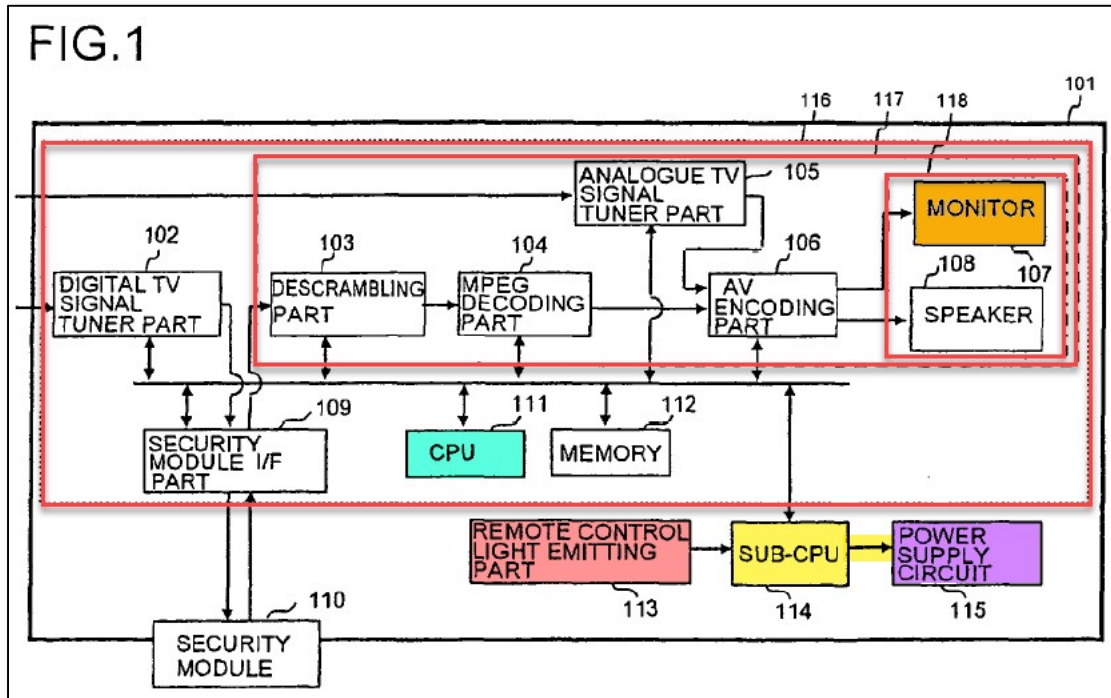 FIG.1
116
117
118
101
ANALOGUE TV
SIGNAL
TUNER PART
105
MONITOR
107
102
DIGITAL TV
SIGNAL
TUNER PART
103
DESCRAMBLING
PART
104
MPEG
DECODING
PART
106
AV
ENCODING
PART
108
SPEAKER
109
SECURITY
MODULE I/F
PART
111
CPU
112
MEMORY
REMOTE CONTROL
LIGHT EMITTING
PART
113
SUB-CPU
114
POWER
SUPPLY
CIRCUIT
115
110
SECURITY
MODULE